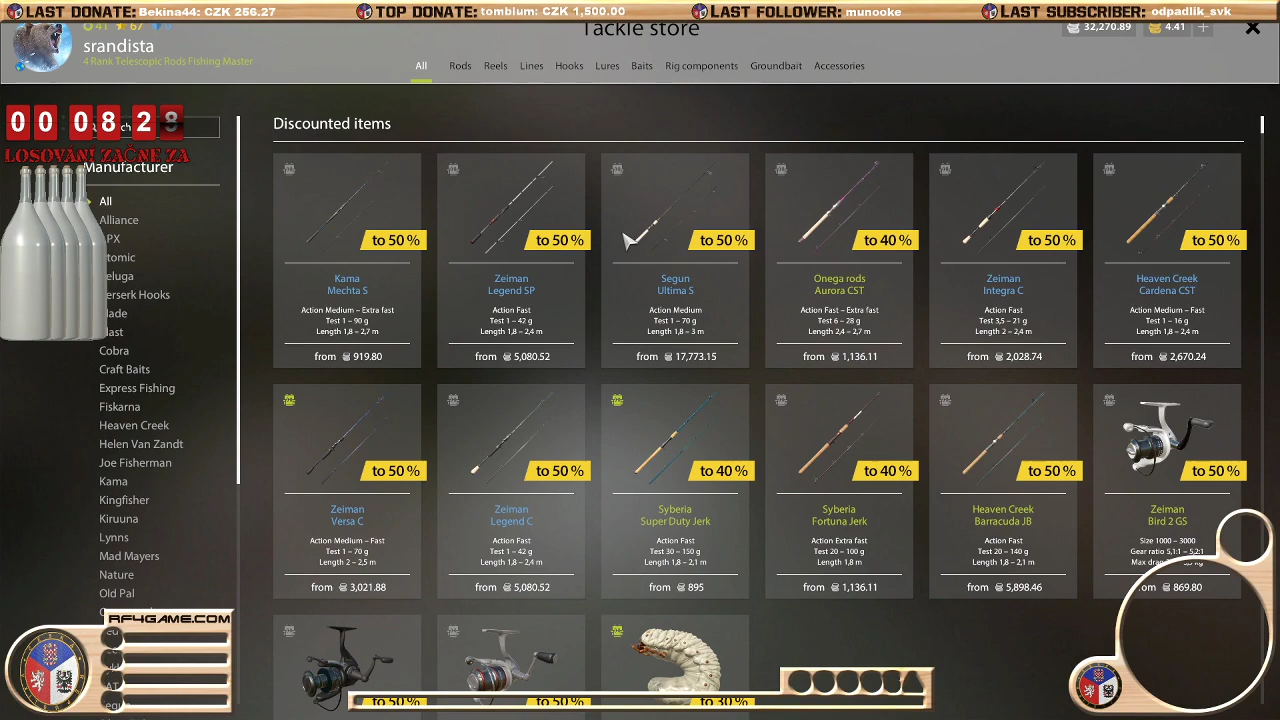 LAST DONATE: Bekina44: CZK 256.27
TOP DONATE: tombium: CZK 1,500.00
LAST FOLLOWER: munooke
LAST SUBSCRIBER: odpadlik_svk
srandista
4 Rank Telescopic Rods Fishing Master
Tackle store
32,270.89
4.41 +
All Rods Reels Lines Hooks Lures Baits Rig components Groundbait Accessories
00 08 2
LOSOVÁNÍ ZAČNE ZA
Manufacturer
All
Alliance
Helen Van Zandt
Cobra
Craft Baits
Express Fishing
Fiskarna
Heaven Creek
Joe Fisherman
Kama
Kingfisher
Kiruuna
Lynns
Mad Mayers
Nature
Old Pal
RF4GAME.COM
Discounted items
to 50 %
to 50 %
to 50 %
to 40 %
to 50 %
to 50 %
Kama
Mechta S
Action Medium – Extra fast
Test 1 – 90 g
Length 1,8 – 2,7 m
from 919.80
Zeiman
Legend SP
Action Fast
Test 1 – 42 g
Length 1,8 – 2,4 m
from 5,080.52
Segun
Ultima S
Action Medium
Test 1 – 70 g
Length 1,8 – 3 m
from 17,773.15
Onega rods
Aurora CST
Action Fast – Extra fast
Test 6 – 28 g
Length 2,4 – 2,7 m
from 1,136.11
Zeiman
Integra C
Action Fast
Test 3,5 – 21 g
Length 2 – 2,4 m
from 2,028.74
Heaven Creek
Cardena CST
Action Medium – Fast
Test 1 – 16 g
Length 1,8 – 2,4 m
from 2,670.24
to 50 %
to 50 %
to 40 %
to 40 %
to 50 %
to 50 %
Zeiman
Versa C
Action Medium – Fast
Test 1 – 70 g
Length 2 – 2,5 m
from 3,021.88
Zeiman
Legend C
Action Fast
Test 1 – 42 g
Length 1,8 – 2,4 m
from 5,080.52
Syberia
Super Duty Jerk
Action Fast
Test 30 – 150 g
Length 1,8 – 2,1 m
from 895
Syberia
Fortuna Jerk
Action Extra fast
Test 20 – 100 g
Length 1,8 m
from 1,136.11
Heaven Creek
Barracuda JB
Action Fast
Test 20 – 140 g
Length 1,8 – 2,1 m
from 5,898.46
Zeiman
Bird 2 GS
Size 1000 – 3000
Gear ratio 5,1:1 – 5,2:1
869.80
to 50 %
to 50 %
to 30 %